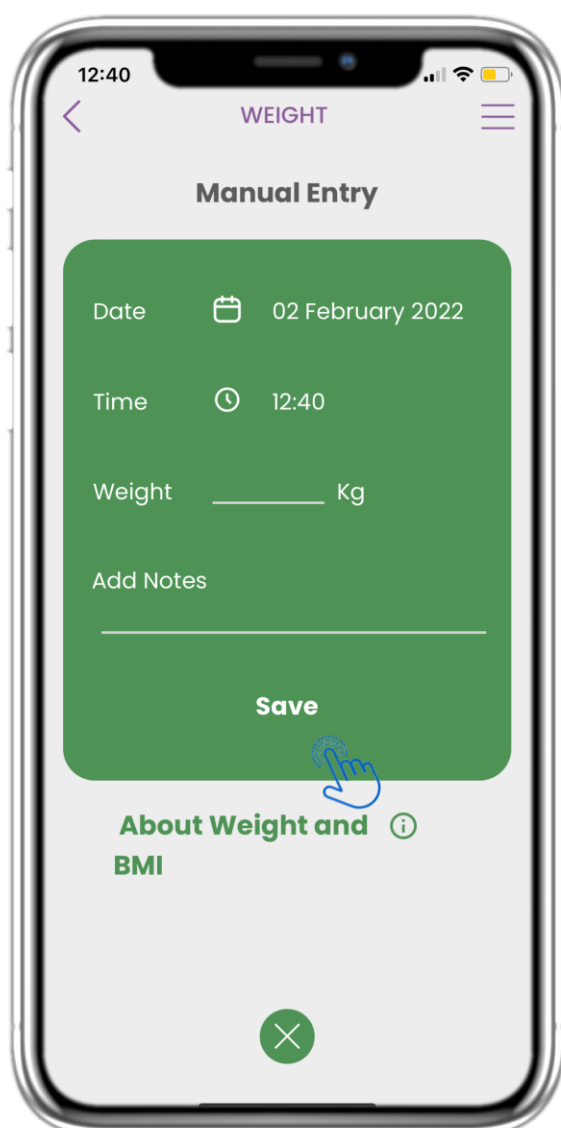 12:40
WEIGHT
Manual Entry
Date 02 February 2022
Time 12:40
Weight Kg
Add Notes
Save
About Weight and
BMI